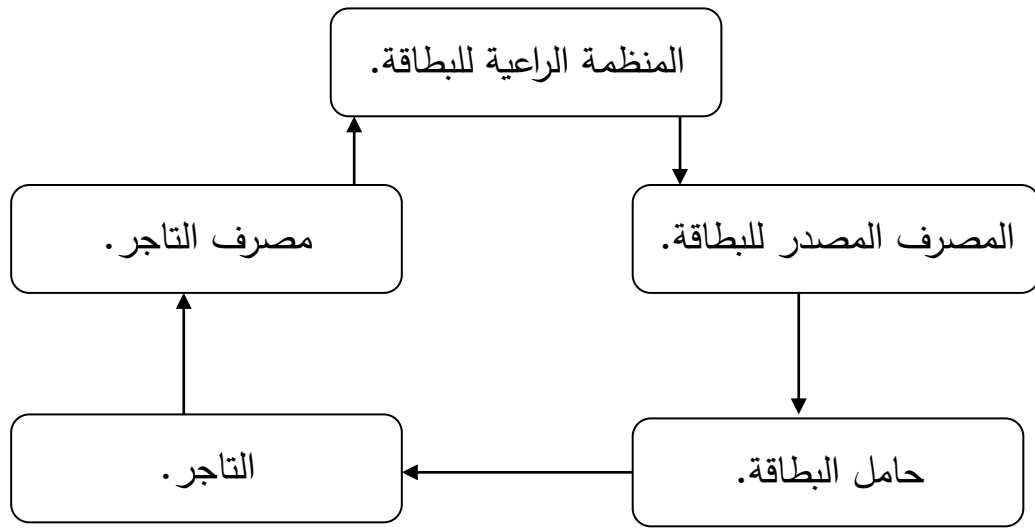 المنظمة الراعية للبطاقة.
المصرف المصدر للبطاقة.
مصرف التاجر.
حامل البطاقة.
التاجر.